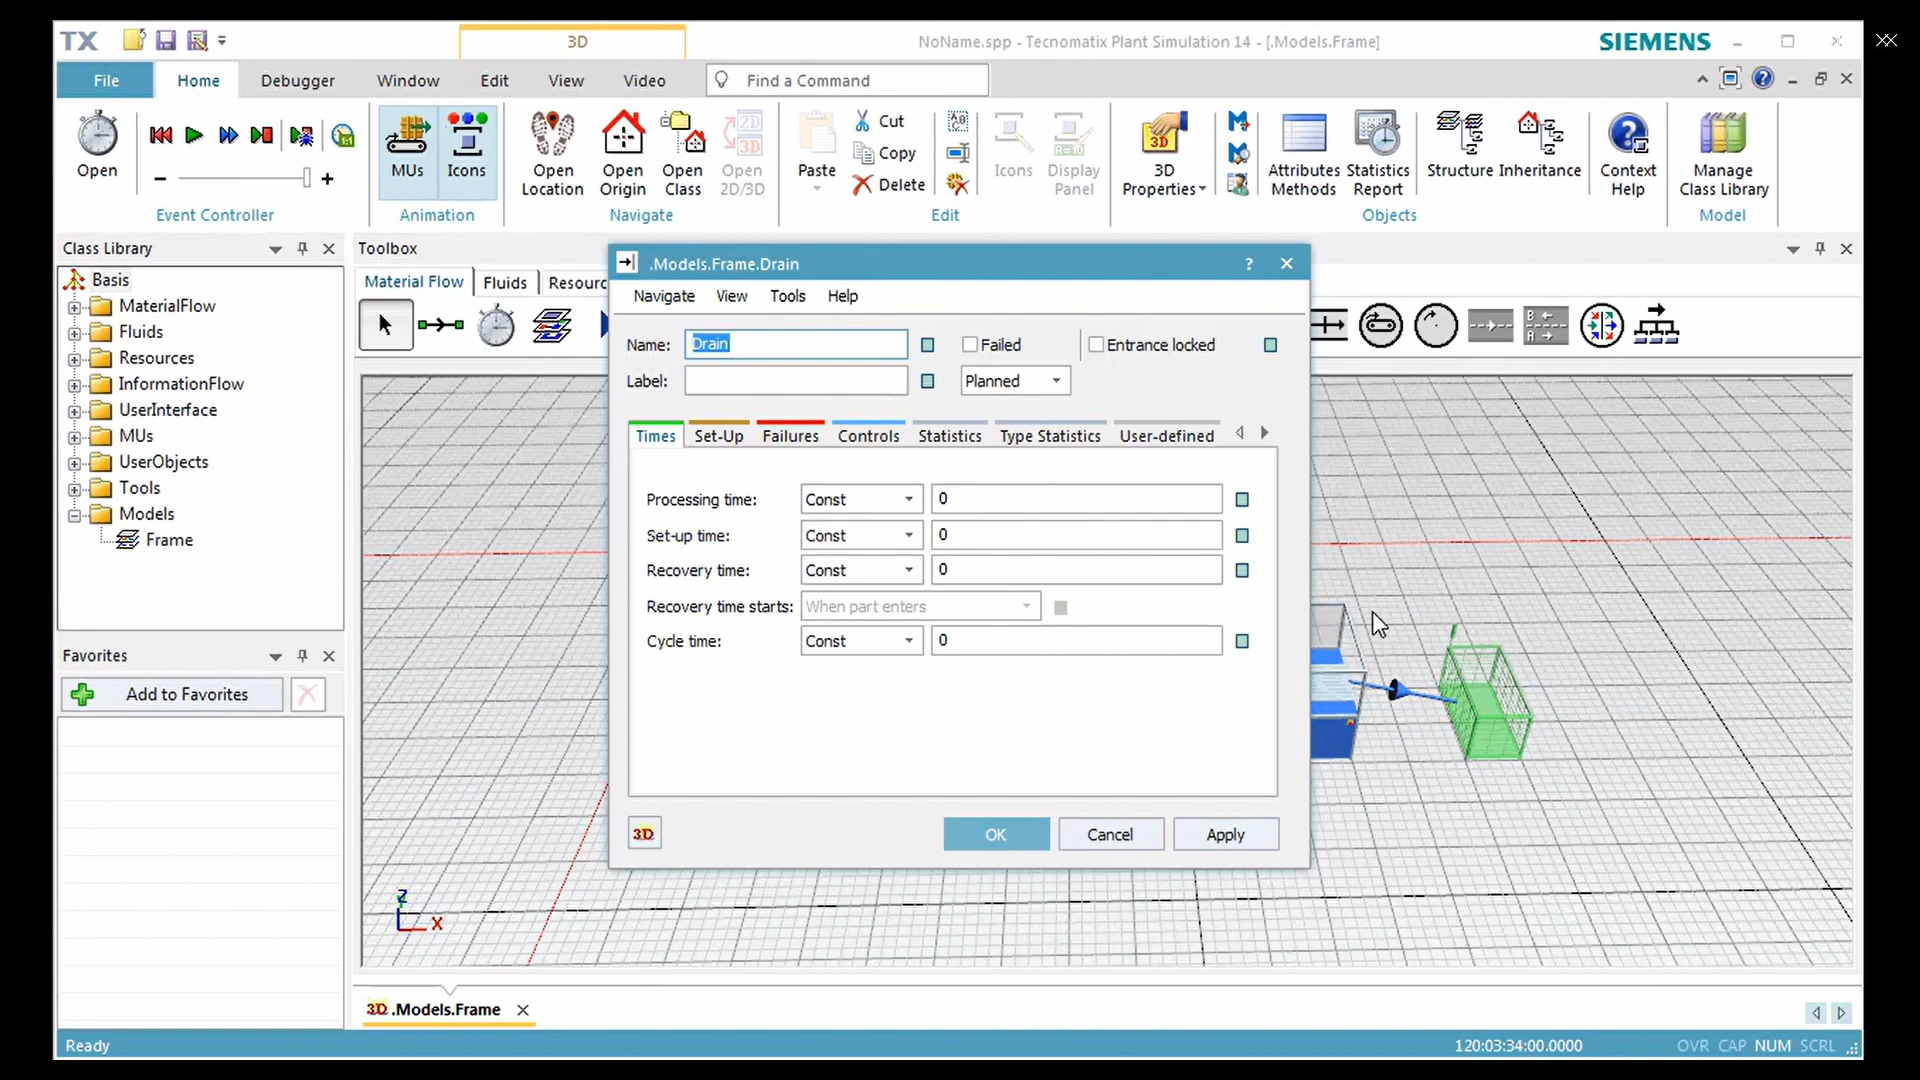 TX
3D
NoName.spp - Tecnomatix Plant Simulation 14 - [.Models.Frame]
SIEMENS
File Home Debugger Window Edit View Video Find a Command
Open
MUs
Icons
Open Location
Open Origin
Open Class
Open 2D/3D
Paste
Cut
Copy
Delete
Icons
Display Panel
3D Properties
Attributes Methods
Statistics Report
Structure
Inheritance
Context Help
Manage Class Library
Event Controller Animation Navigate Edit Objects Model
Class Library
Toolbox
Basis
MaterialFlow
Fluids
Resources
InformationFlow
UserInterface
MUs
UserObjects
Tools
Models
Frame
Material Flow Fluids Resourc
.Models.Frame.Drain ?
Navigate View Tools Help
Name: Drain Failed Entrance locked
Label: Planned
Times Set-Up Failures Controls Statistics Type Statistics User-defined
Processing time: Const 0
Set-up time: Const 0
Recovery time: Const 0
Recovery time starts: When part enters
Cycle time: Const 0
3D OK Cancel Apply
Favorites
Add to Favorites
Z
X
3D .Models.Frame
Ready 120:03:34:00.0000 OVR CAP NUM SCRL